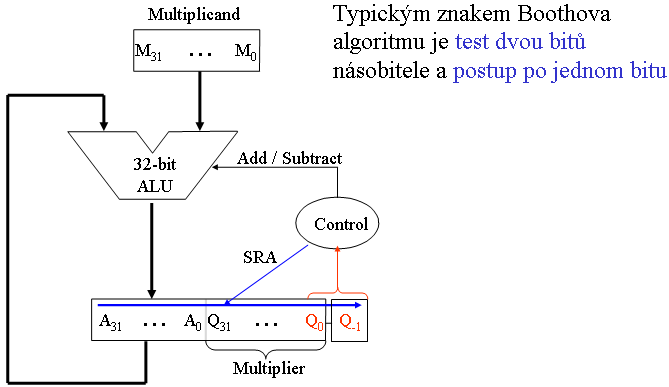 Multiplicand
Typickým znakem Boothova
algoritmu je test dvou bitů
násobitele a postup po jednom bitu
M31 ... M0
32-bit
ALU
Add / Subtract
Control
SRA
A31 ... A0 Q31 ... Q0 Q-1
Multiplier